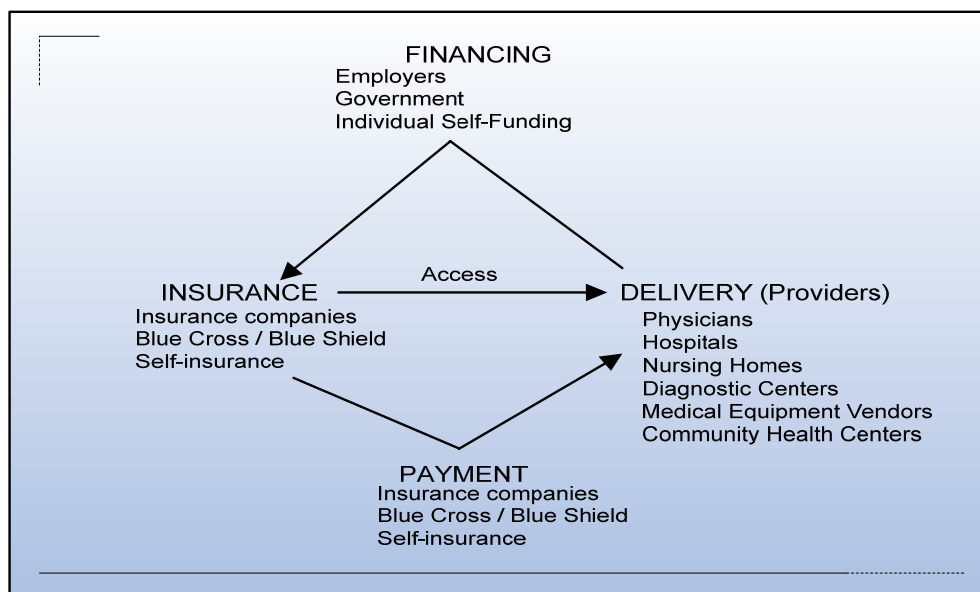 FINANCING
Employers
Government
Individual Self-Funding
Access
INSURANCE
Insurance companies
Blue Cross / Blue Shield
Self-insurance
DELIVERY (Providers)
Physicians
Hospitals
Nursing Homes
Diagnostic Centers
Medical Equipment Vendors
Community Health Centers
PAYMENT
Insurance companies
Blue Cross / Blue Shield
Self-insurance